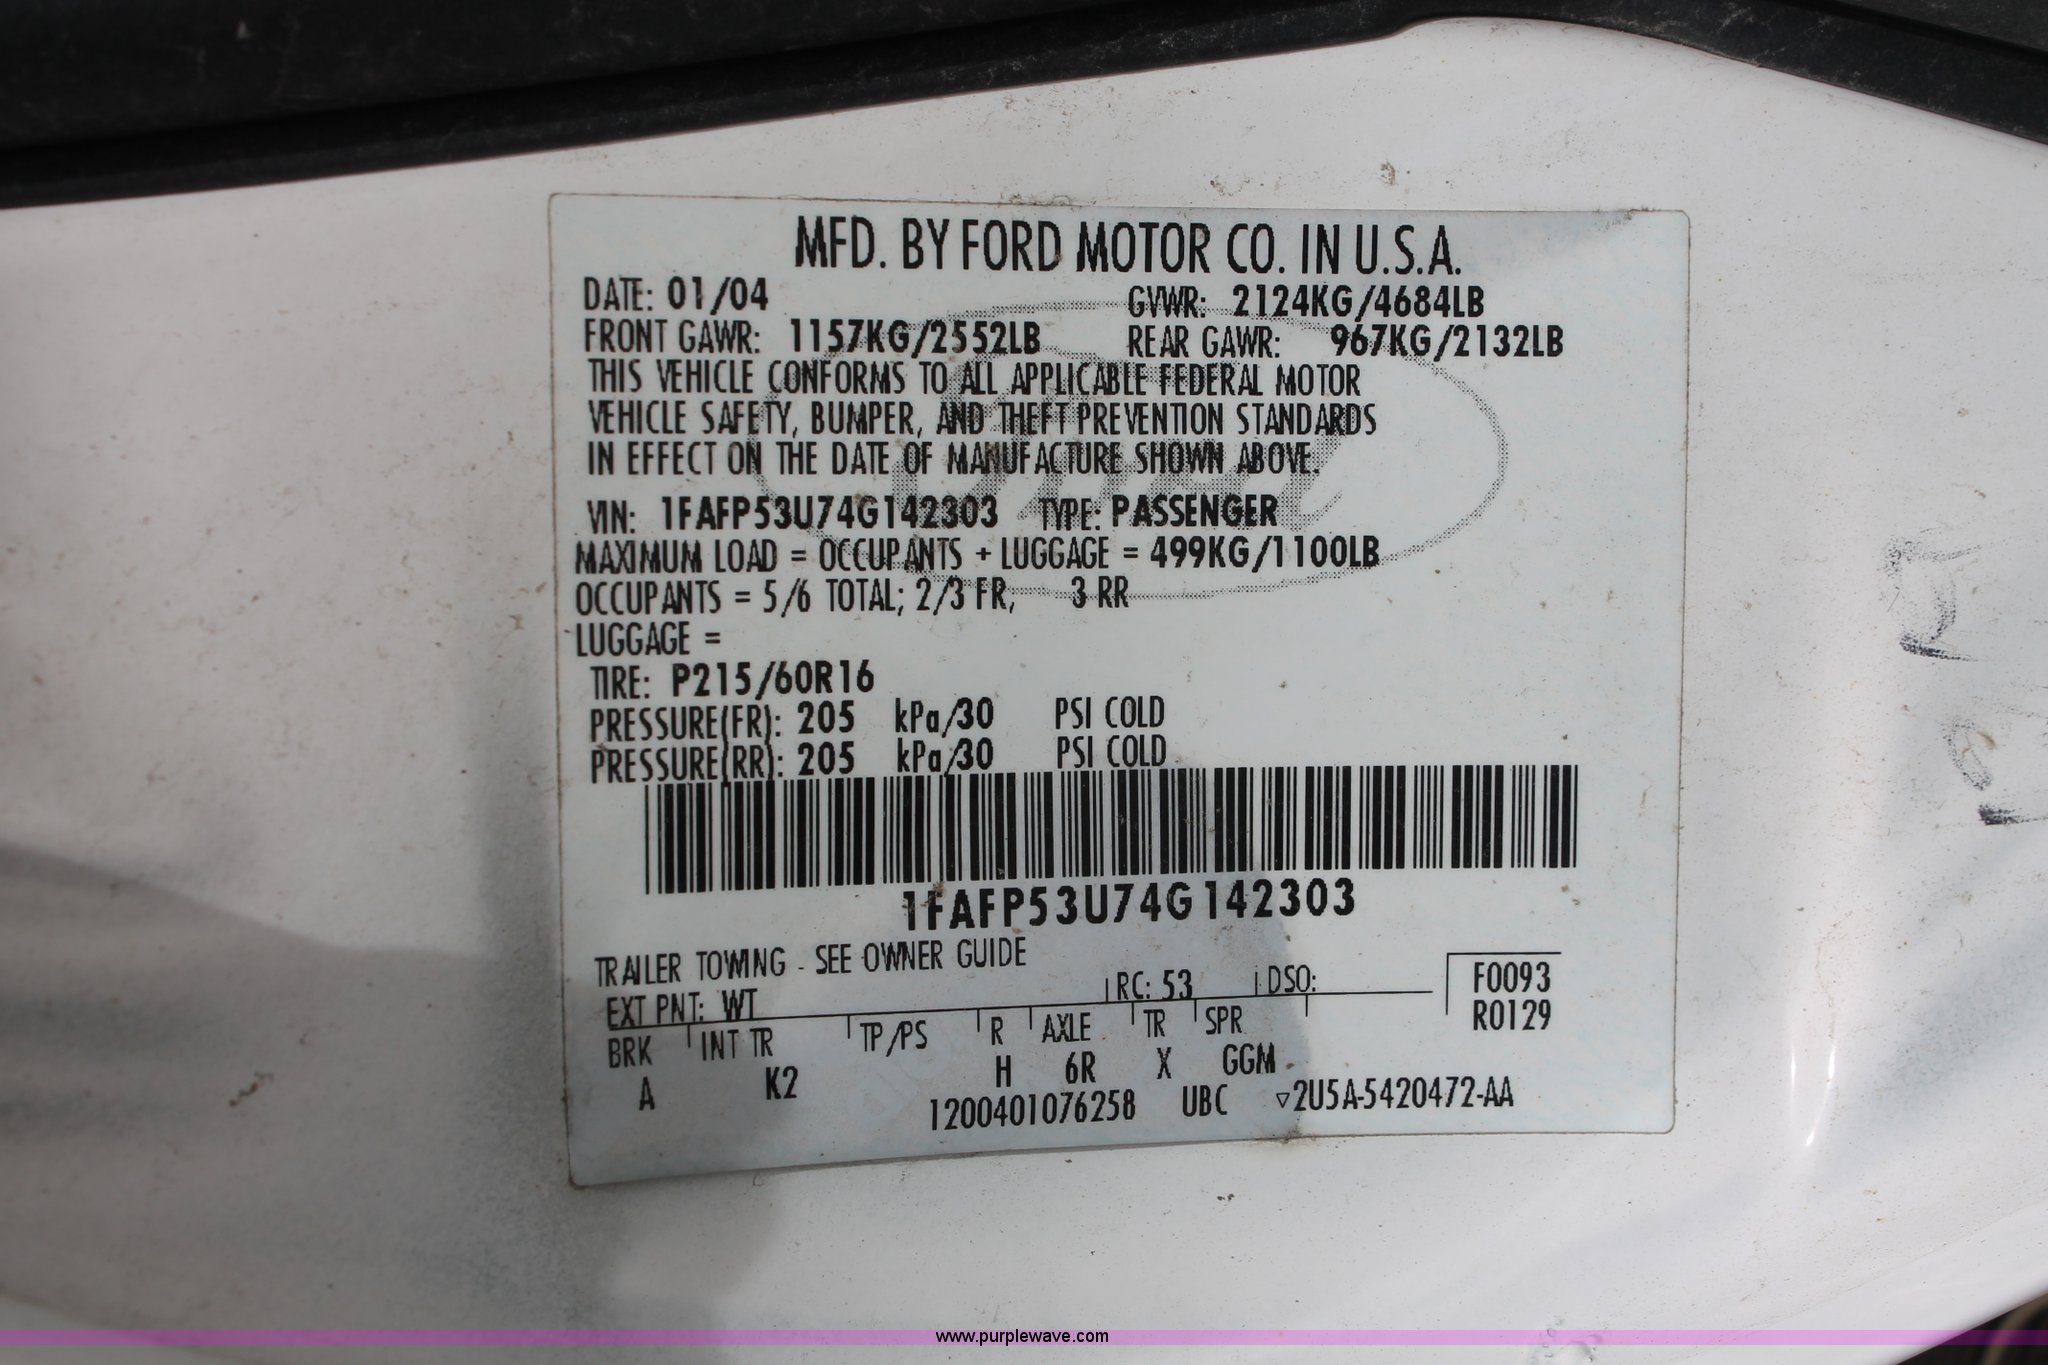 MFD. BY FORD MOTOR CO. IN U.S.A.
DATE: 01/04 GVWR: 2124KG/4684LB
FRONT GAWR: 1157KG/2552LB REAR GAWR: 967KG/2132LB
THIS VEHICLE CONFORMS TO ALL APPLICABLE FEDERAL MOTOR
VEHICLE SAFETY, BUMPER, AND THEFT PREVENTION STANDARDS
IN EFFECT ON THE DATE OF MANUFACTURE SHOWN ABOVE.
VIN: 1FAFP53U74G142303 TYPE: PASSENGER
MAXIMUM LOAD = OCCUPANTS + LUGGAGE = 499KG/1100LB
OCCUPANTS = 5/6 TOTAL; 2/3 FR, 3 RR
LUGGAGE =
TIRE: P215/60R16
PRESSURE(FR): 205 kPa/30 PSI COLD
PRESSURE(RR): 205 kPa/30 PSI COLD
1FAFP53U74G142303
TRAILER TOWING - SEE OWNER GUIDE
EXT PNT: WT RC: 53 DSO: F0093
R0129
BRK INT TR TP/PS R AXLE TR SPR
A K2 H 6R X GGM
1200401076258 UBC ▽2U5A-5420472-AA
www.purplewave.com